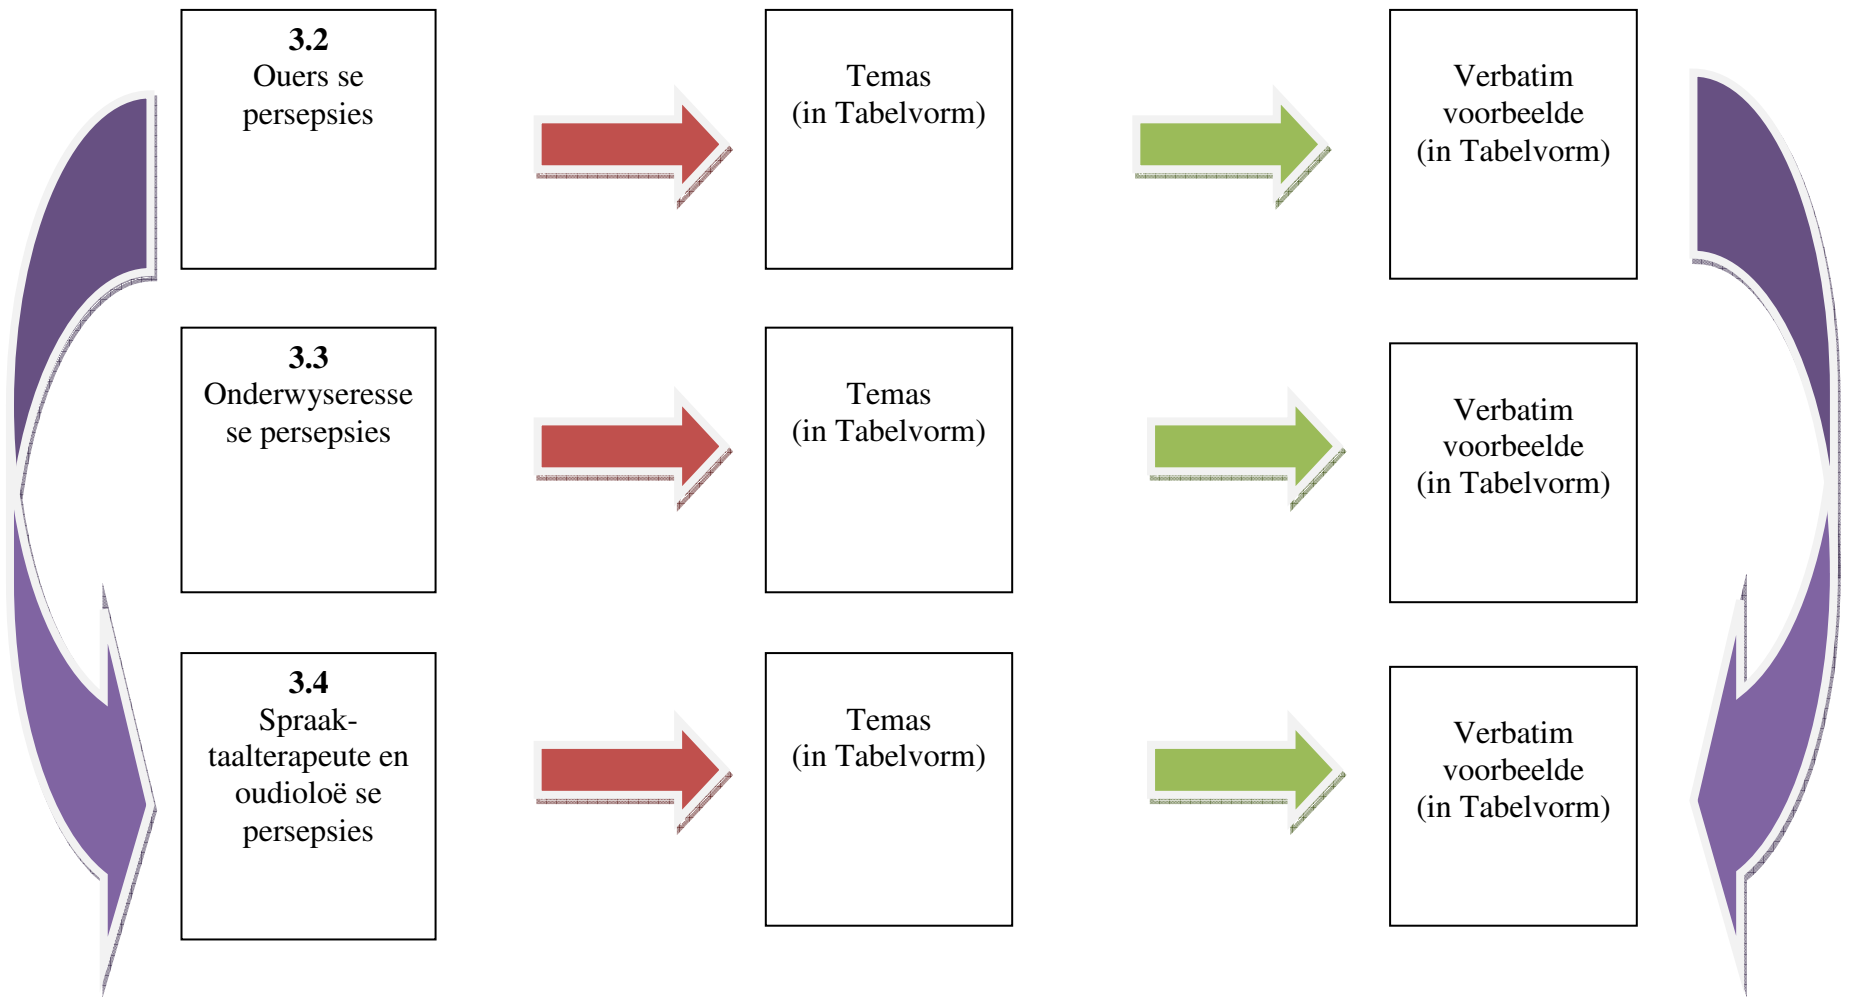 3.2
Ouers se
persepsies
Temas
(in Tabelvorm)
Verbatim
voorbeelde
(in Tabelvorm)
3.3
Onderwyseresse
se persepsies
Temas
(in Tabelvorm)
Verbatim
voorbeelde
(in Tabelvorm)
3.4
Spraak-
taalterapeute en
oudioloë se
persepsies
Temas
(in Tabelvorm)
Verbatim
voorbeelde
(in Tabelvorm)